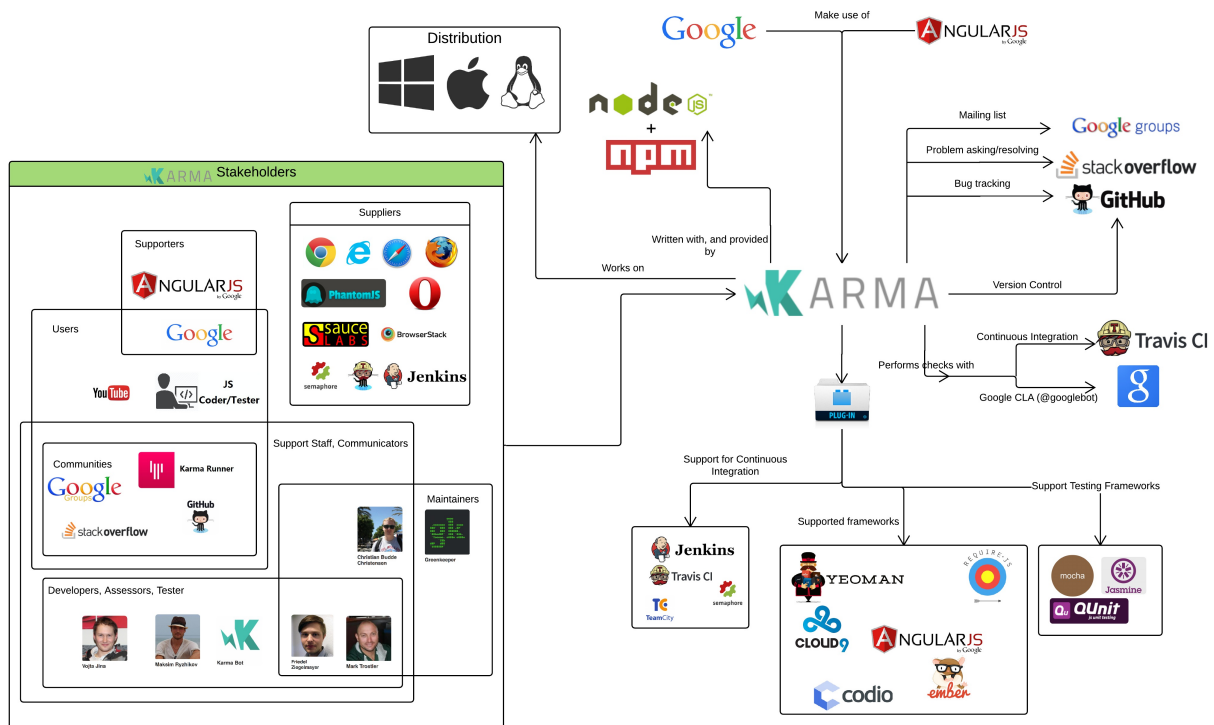 Distribution
Google
Make use of
ANGULARJS
by Google
node
JS
+
npm
Mailing list
Google groups
Problem asking/resolving
stackoverflow
Bug tracking
GitHub
KARMA Stakeholders
Written with, and provided
by
Works on
KARMA
Version Control
Supporters
ANGULARJS
by Google
Users
Google
YouTube
JS
Coder/Tester
Suppliers
PhantomJS
SAUCE
LABS
BrowserStack
semaphore
Jenkins
Continuous Integration
Travis CI
Performs checks with
Google CLA (@googlebot)
g
PLUG-IN
Support Staff, Communicators
Communities
Google
Groups
Karma Runner
GitHub
stackoverflow
Maintainers
Christian Budde
Christensen
Greenkeeper
Developers, Assessors, Tester
Vojta Jina
Maksim Ryzhikov
Karma Bot
Friedel
Ziegelmayer
Mark Trostler
Support for Continuous
Integration
Supported frameworks
Support Testing Frameworks
Jenkins
Travis CI
semaphore
TC
TeamCity
YEOMAN
REQUIRE-JS
CLOUD9
ANGULARJS
by Google
codio
ember
mocha
Jasmine
QUnit
js unit testing